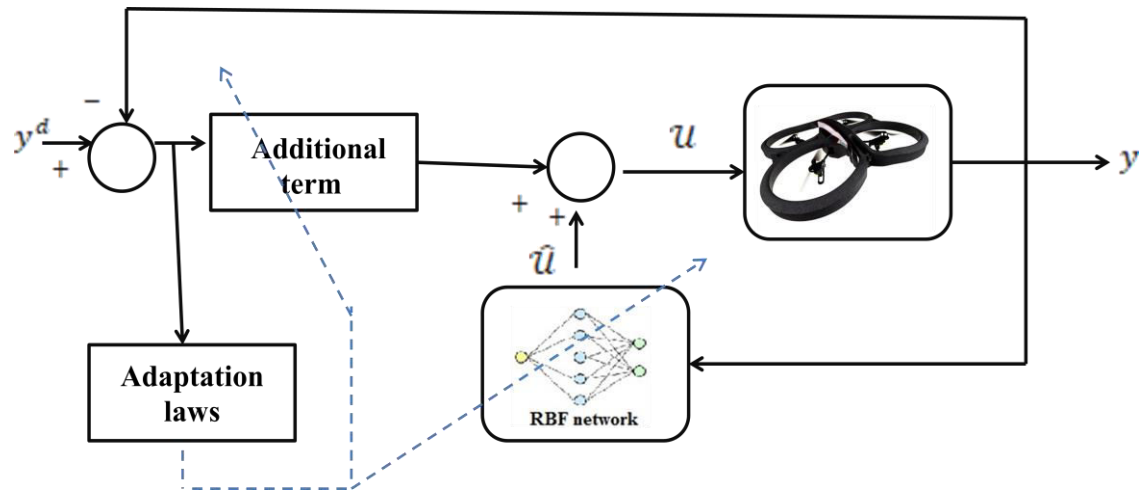 −
y^d
+
Additional
term
+
+
𝒰
y
𝒰̂
Adaptation
laws
RBF network